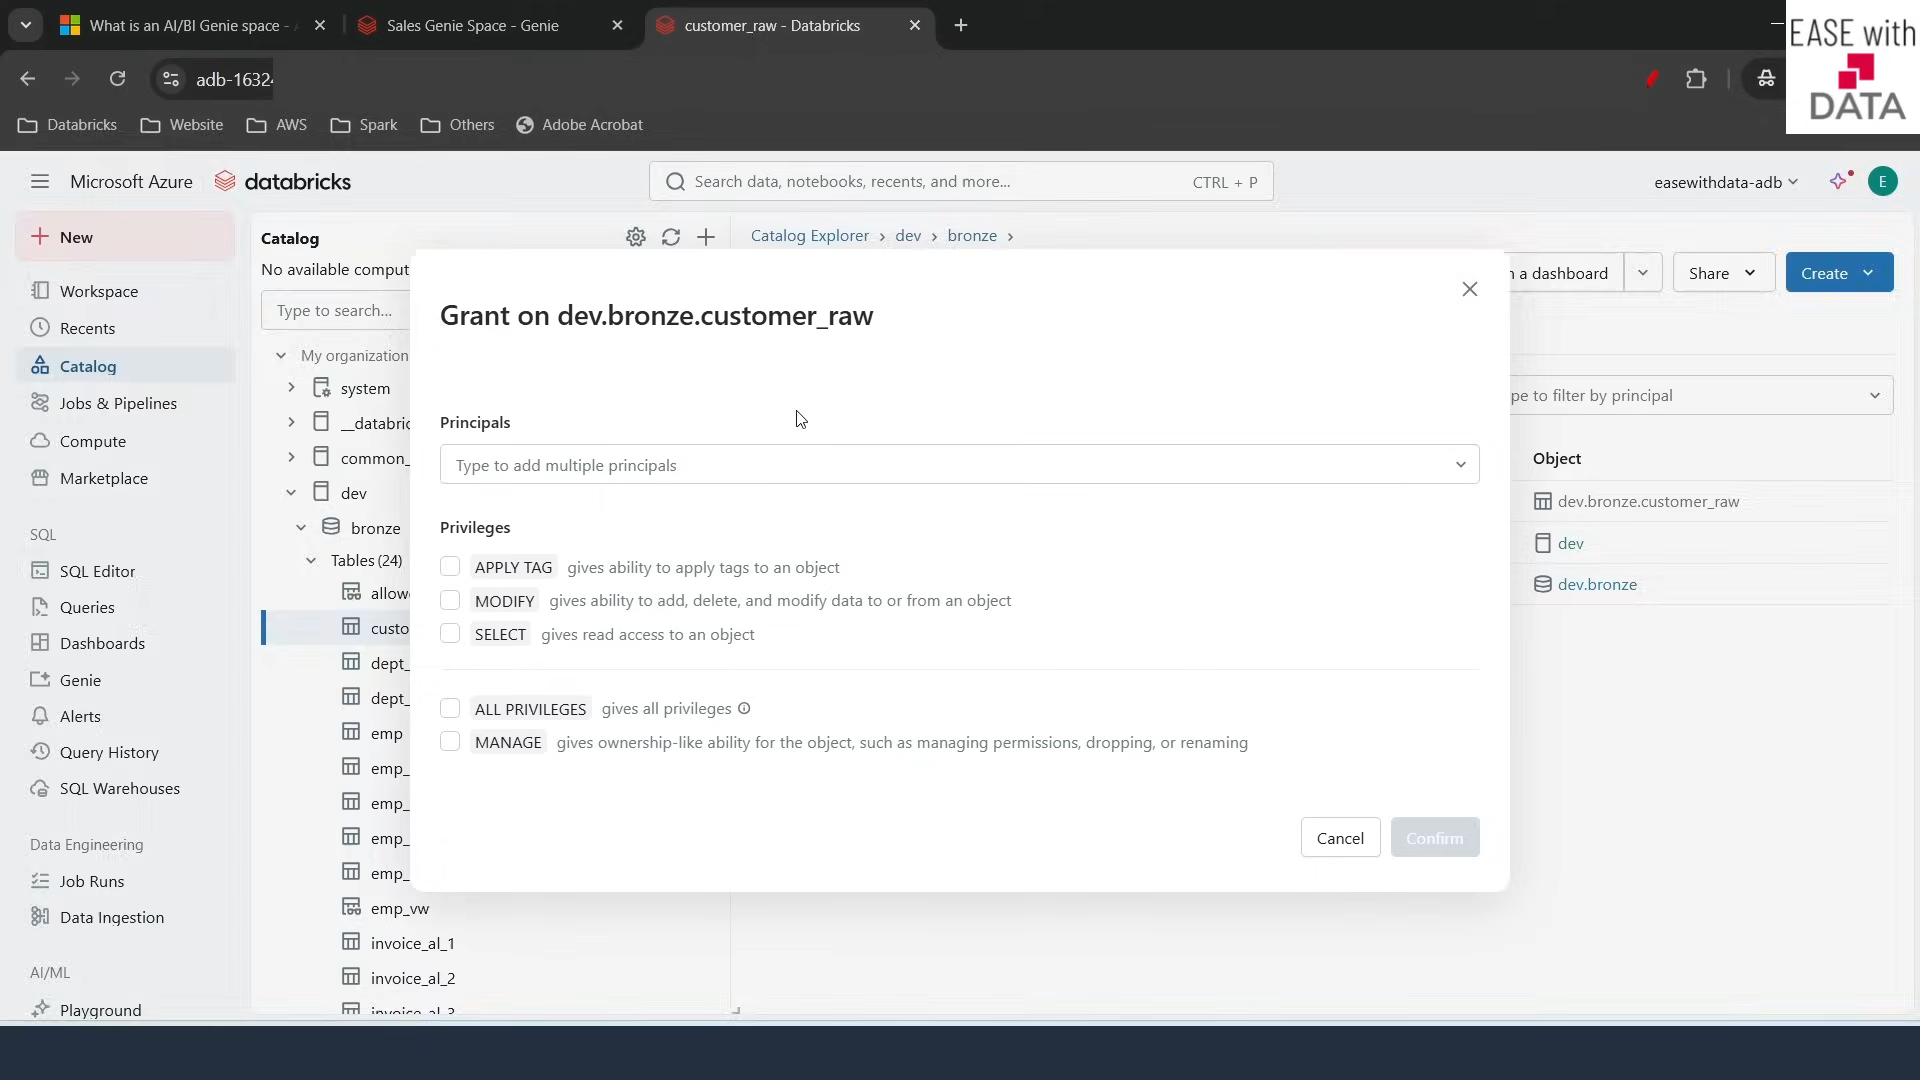 What is an AI/BI Genie space -
Sales Genie Space - Genie
customer_raw - Databricks
EASE with
DATA
adb-1632
Databricks
Website
AWS
Spark
Others
Adobe Acrobat
Microsoft Azure
databricks
Search data, notebooks, recents, and more...
CTRL + P
easewithdata-adb
E
New
Workspace
Recents
Catalog
Jobs & Pipelines
Compute
Marketplace
SQL
SQL Editor
Queries
Dashboards
Genie
Alerts
Query History
SQL Warehouses
Data Engineering
Job Runs
Data Ingestion
AI/ML
Playground
Catalog
No available comput
Type to search...
My organization
system
__databric
common_
dev
bronze
Tables (24)
allow
custo
dept_
dept_
emp
emp_
emp_
emp_
emp_
emp_vw
invoice_al_1
invoice_al_2
invoice_al_3
Catalog Explorer > dev > bronze >
n a dashboard
Share
Create
pe to filter by principal
Object
dev.bronze.customer_raw
dev
dev.bronze
Grant on dev.bronze.customer_raw
Principals
Type to add multiple principals
Privileges
APPLY TAG gives ability to apply tags to an object
MODIFY gives ability to add, delete, and modify data to or from an object
SELECT gives read access to an object
ALL PRIVILEGES gives all privileges
MANAGE gives ownership-like ability for the object, such as managing permissions, dropping, or renaming
Cancel
Confirm